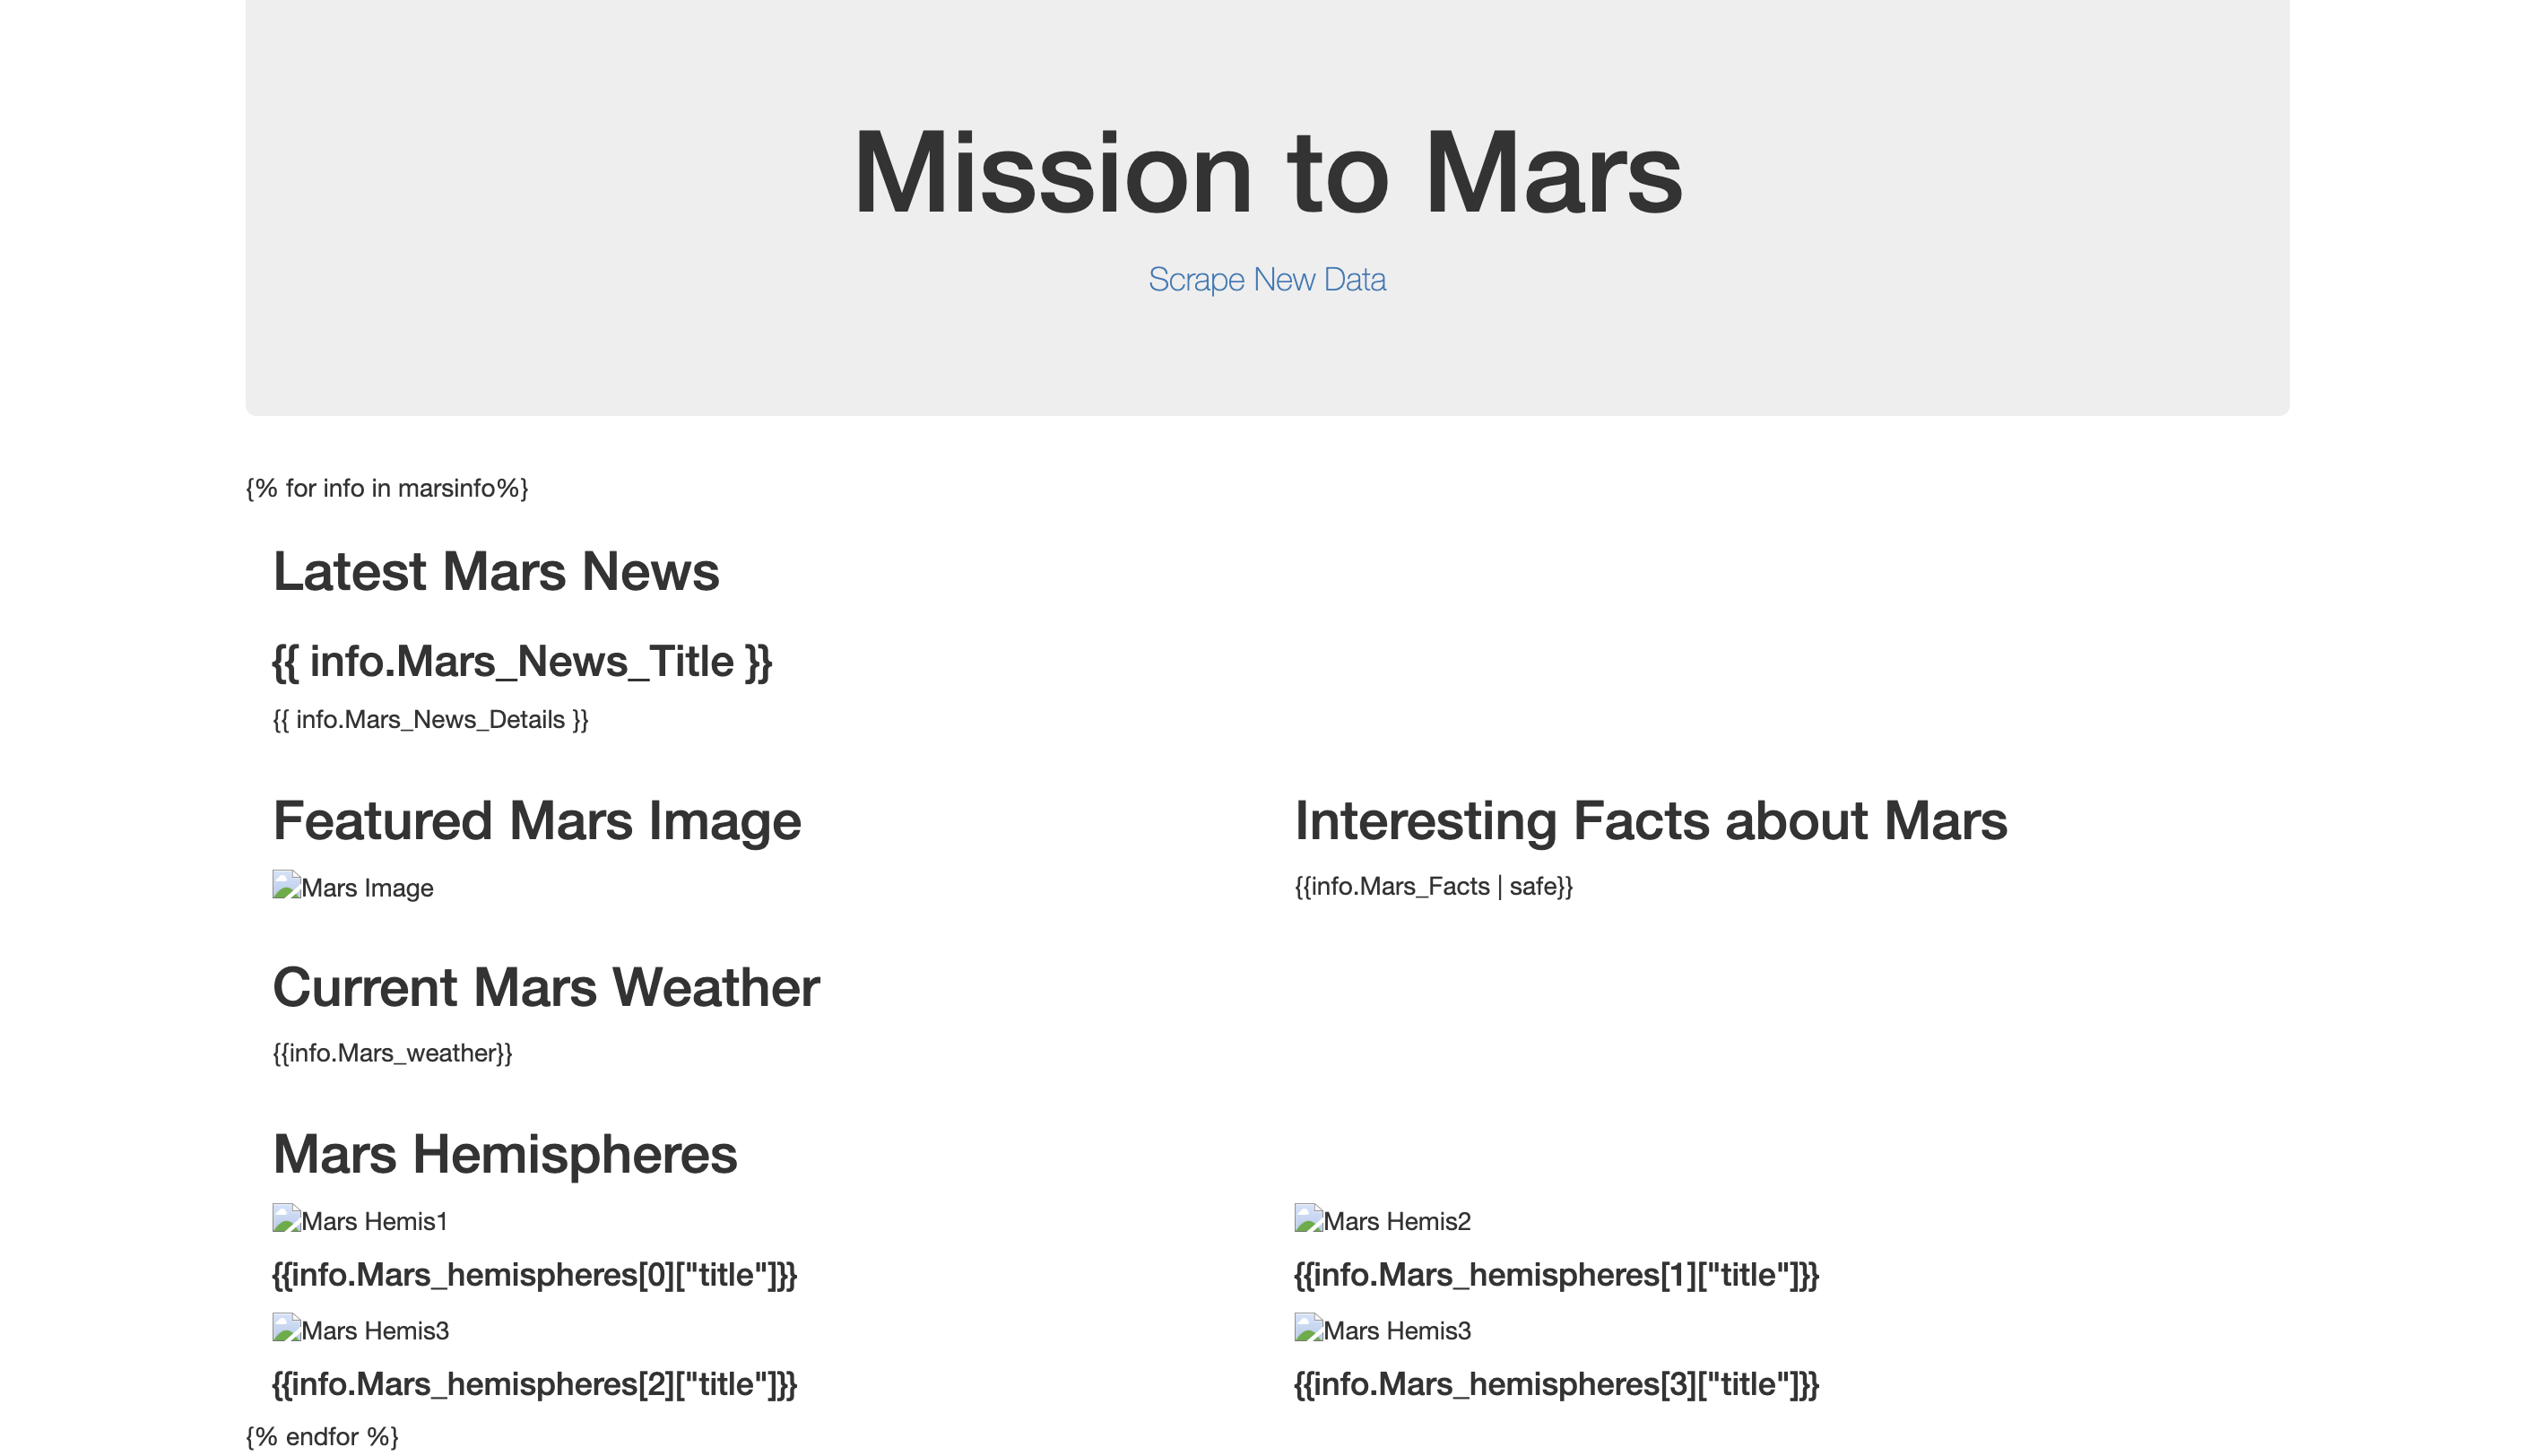 Mission to Mars
Scrape New Data
{% for info in marsinfo%}
Latest Mars News
{{ info.Mars_News_Title }}
{{ info.Mars_News_Details }}
Featured Mars Image
Mars Image
Interesting Facts about Mars
{{info.Mars_Facts | safe}}
Current Mars Weather
{{info.Mars_weather}}
Mars Hemispheres
Mars Hemis1
Mars Hemis2
{{info.Mars_hemispheres[0]["title"]}}
{{info.Mars_hemispheres[1]["title"]}}
Mars Hemis3
Mars Hemis3
{{info.Mars_hemispheres[2]["title"]}}
{{info.Mars_hemispheres[3]["title"]}}
{% endfor %}